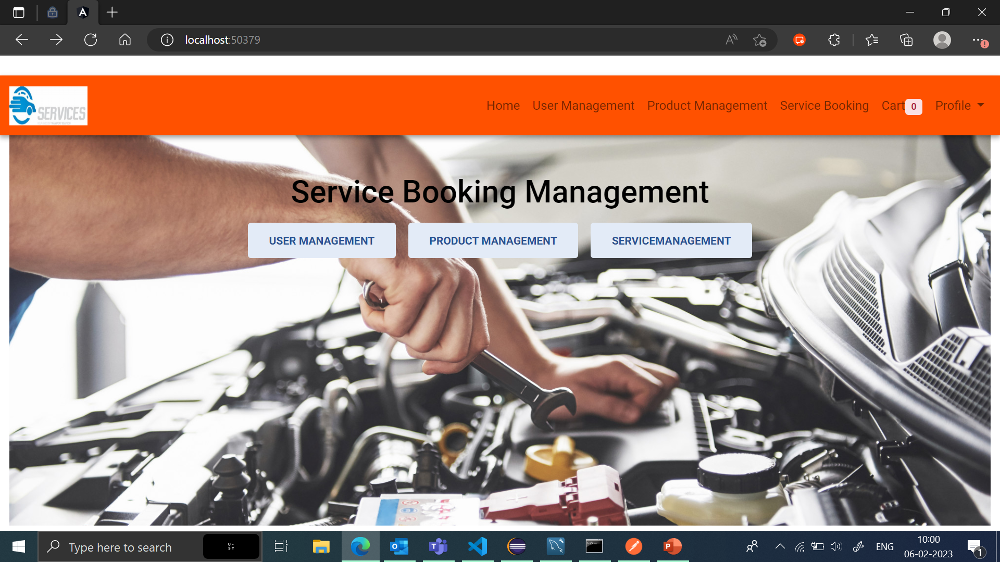 localhost:50379
SERVICES
Home User Management Product Management Service Booking Cart 0 Profile
Service Booking Management
USER MANAGEMENT PRODUCT MANAGEMENT SERVICEMANAGEMENT
Type here to search
ENG
10:00
06-02-2023
1